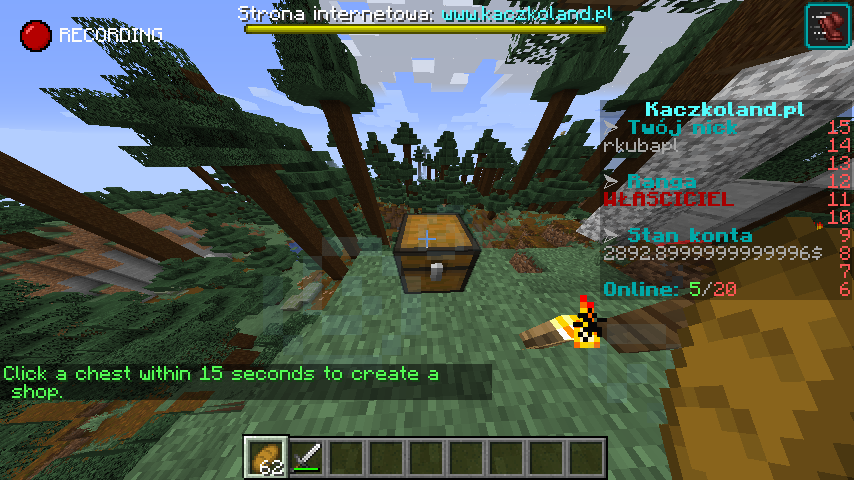 Strona internetowa: www.kaczkoland.pl
RECORDING
Kaczkoland.pl
➢ Twój nick 15
rkubapl 14
13
➢ Ranga 12
WŁAŚCICIEL 11
10
➢ Stan konta 9
2892.8999999999996$ 8
7
Online: 5/20 6
Click a chest within 15 seconds to create a
shop.
62